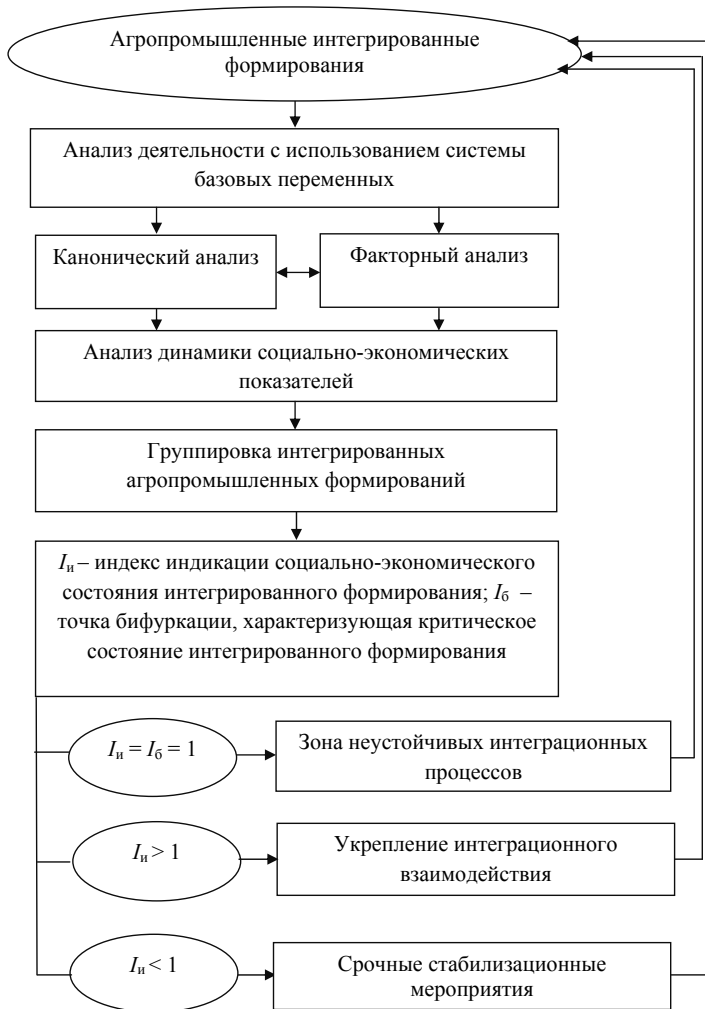 Агропромышленные интегрированные
формирования
Анализ деятельности с использованием системы
базовых переменных
Канонический анализ
Факторный анализ
Анализ динамики социально-экономических
показателей
Группировка интегрированных
агропромышленных формирований
Iи – индекс индикации социально-экономического
состояния интегрированного формирования; Iб –
точка бифуркации, характеризующая критическое
состояние интегрированного формирования
Iи = Iб = 1
Зона неустойчивых интеграционных
процессов
Iи > 1
Укрепление интеграционного
взаимодействия
Iи < 1
Срочные стабилизационные
мероприятия